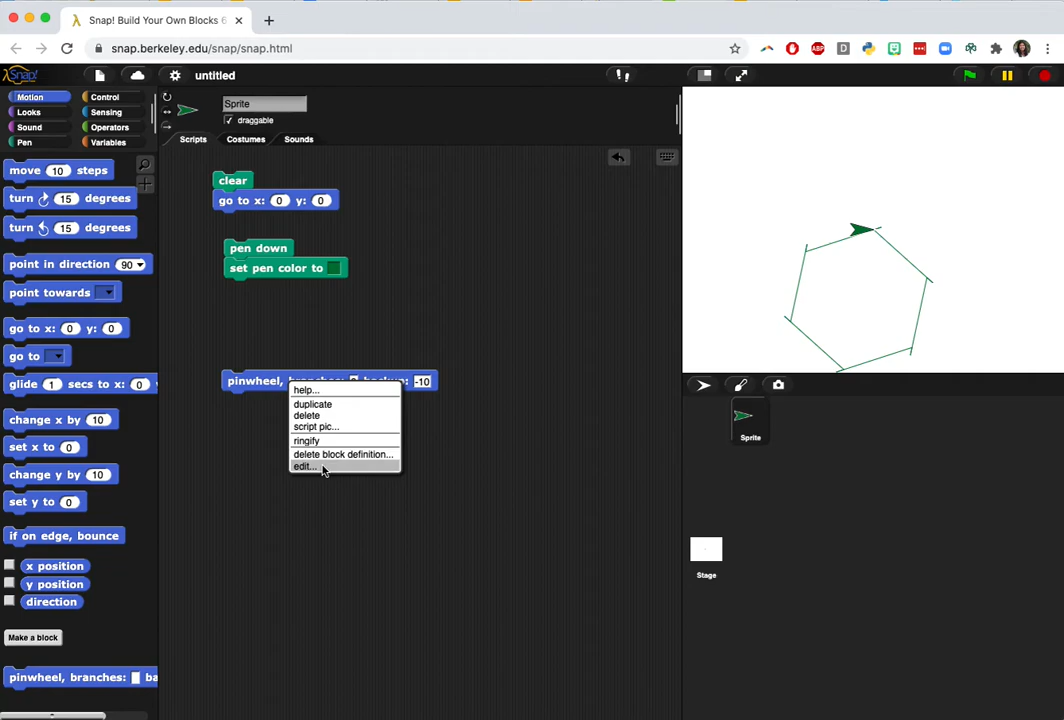 Snap! Build Your Own Blocks 6
snap.berkeley.edu/snap/snap.html
ABP
D
Snap!
untitled
Motion
Control
Looks
Sensing
Sound
Operators
Pen
Variables
Sprite
draggable
Scripts
Costumes
Sounds
move 10 steps
turn 15 degrees
turn 15 degrees
point in direction 90
point towards
go to x: 0 y: 0
go to
glide 1 secs to x: 0
change x by 10
set x to 0
change y by 10
set y to 0
if on edge, bounce
x position
y position
direction
Make a block
pinwheel, branches: ba
clear
go to x: 0 y: 0
pen down
set pen color to
pinwheel, -10
help...
duplicate
delete
script pic...
ringify
delete block definition...
edit...
Sprite
Stage